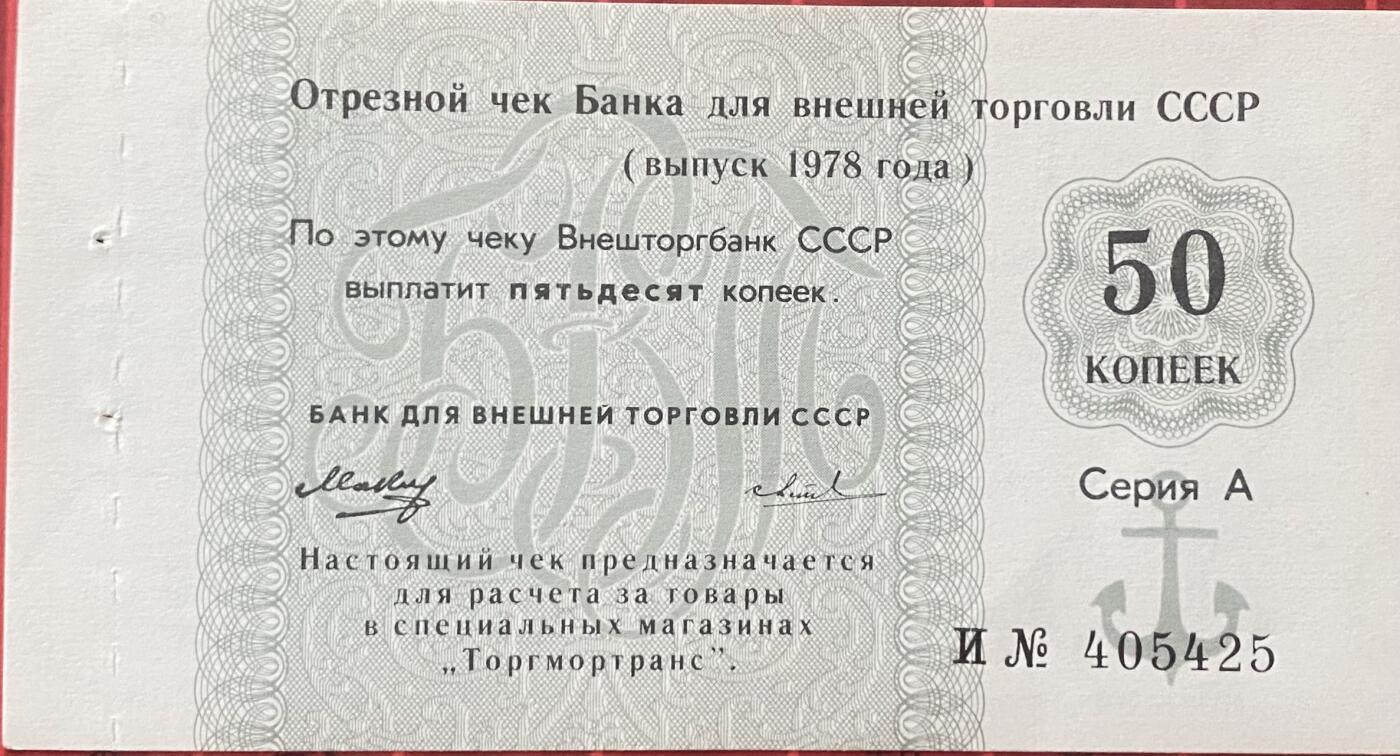 Отрезной чек Банка для внешней торговли СССР
( выпуск 1978 года )
По этому чеку Внешторгбанк СССР
выплатит пятьдесят копеек.
50
КОПЕЕК
БАНК ДЛЯ ВНЕШНЕЙ ТОРГОВЛИ СССР
Серия А
Настоящий чек предназначается
для расчета за товары
в специальных магазинах
„Торгмортранс”.
И № 405425